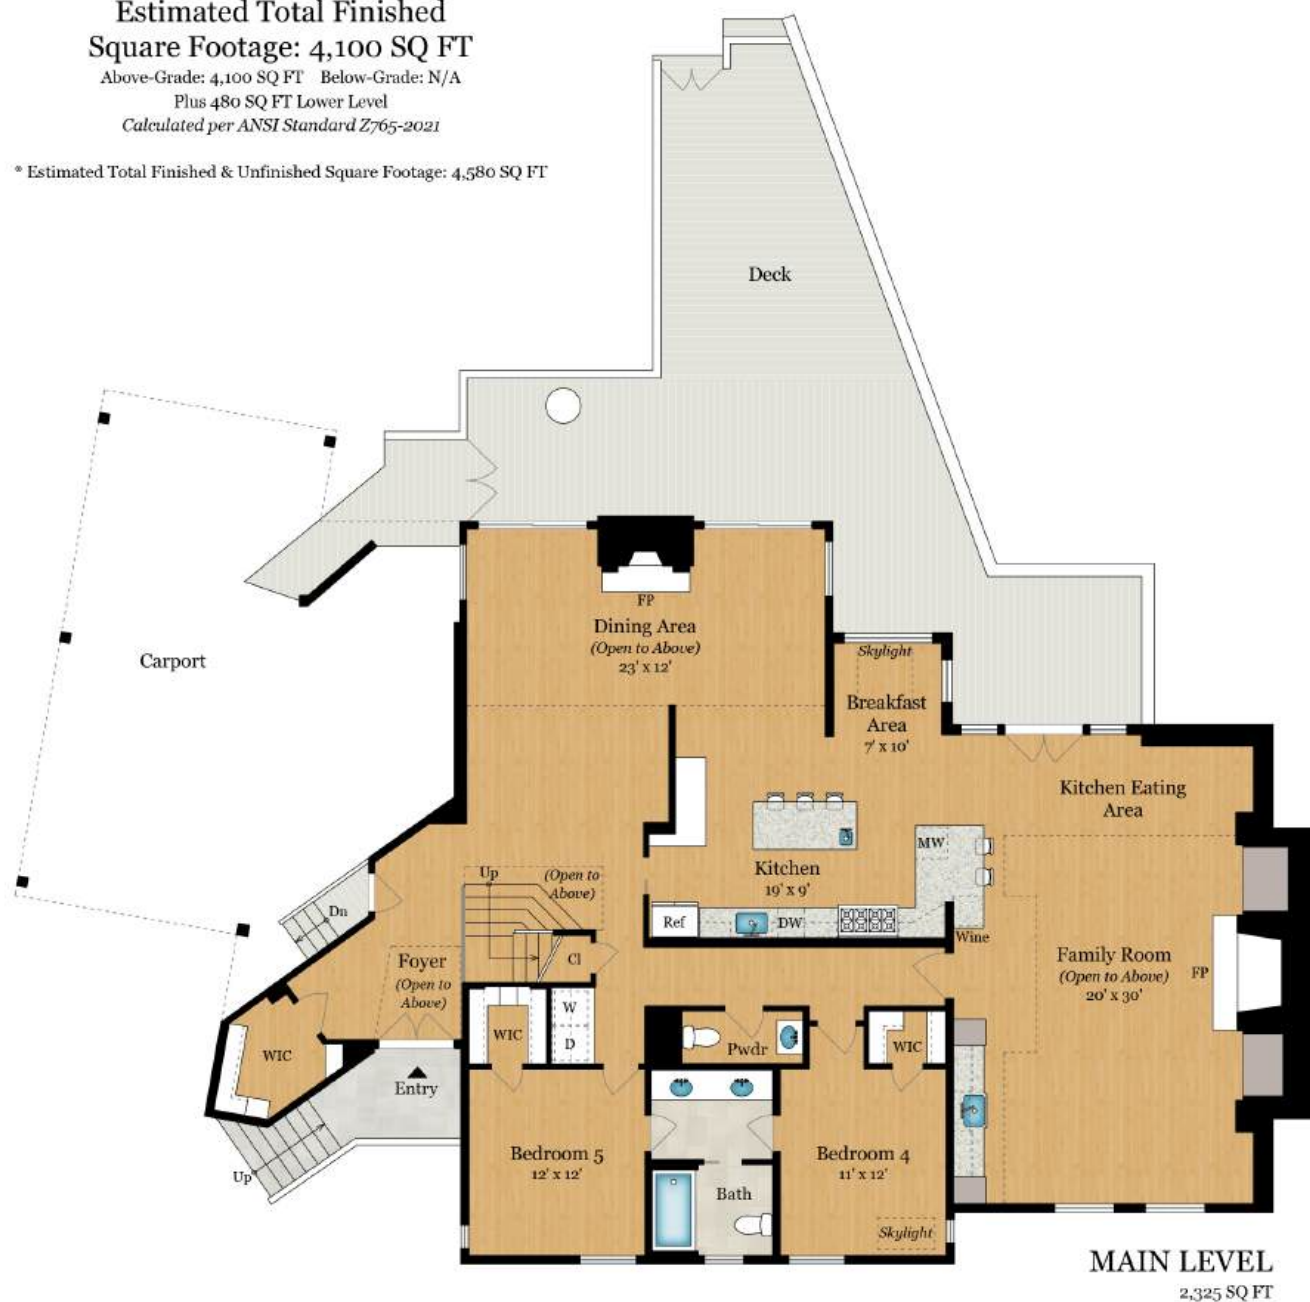 Estimated Total Finished
Square Footage: 4,100 SQ FT
Above-Grade: 4,100 SQ FT Below-Grade: N/A
Plus 480 SQ FT Lower Level
Calculated per ANSI Standard Z765-2021
* Estimated Total Finished & Unfinished Square Footage: 4,580 SQ FT
Deck
Carport
FP
Dining Area
(Open to Above)
23' x 12'
Skylight
Breakfast
Area
7' x 10'
Kitchen Eating
Area
MW
Kitchen
19' x 9'
Up
(Open to
Above)
Ref
DW
Wine
Dn
Cl
Foyer
(Open to
Above)
Family Room
(Open to Above)
20' x 30'
FP
W
D
WIC
WIC
Pwdr
WIC
Entry
Up
Bedroom 5
12' x 12'
Bedroom 4
11' x 12'
Bath
Skylight
MAIN LEVEL
2,325 SQ FT